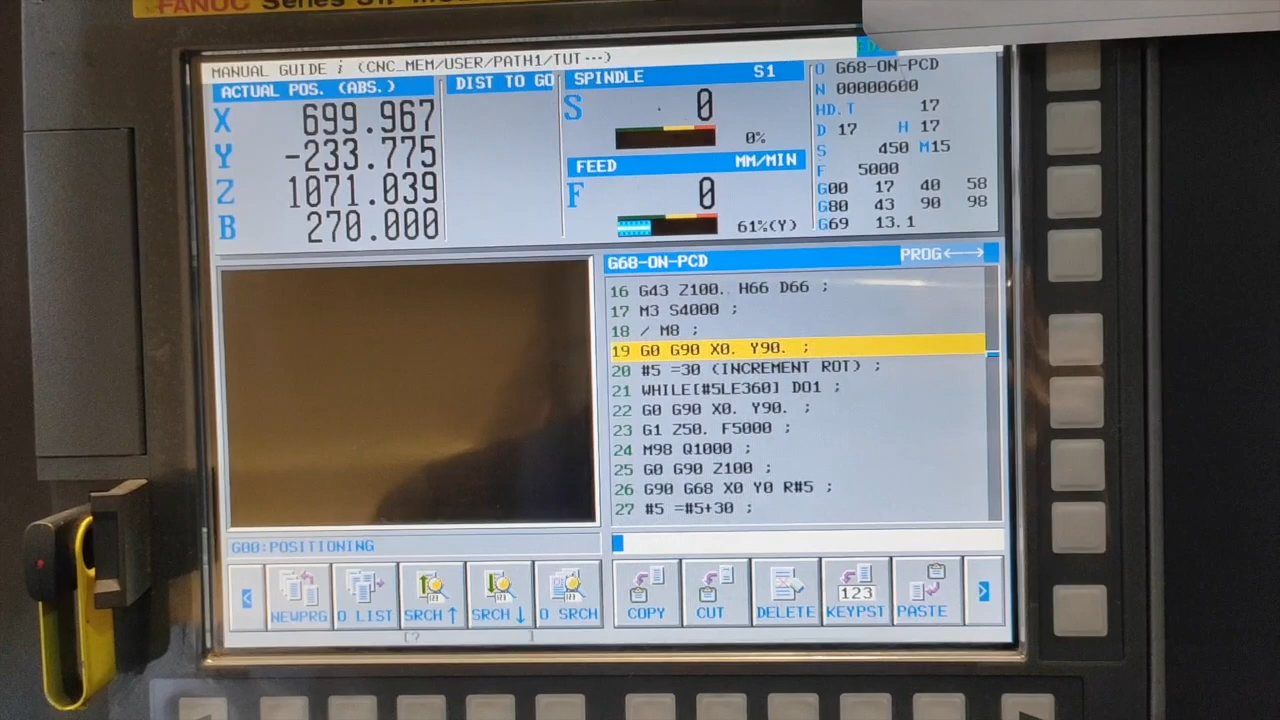 FANUC Series
MANUAL GUIDE i (CNC_MEM/USER/PATH1/TUT···)
ACTUAL POS. (ABS.)
X 699.967
Y -233.775
Z 1071.039
B 270.000
DIST TO GO
SPINDLE S1
S 0
0%
FEED MM/MIN
F 0
61%(Y)
O G68-ON-PCD
N 00000600
HD.T 17
D 17 H 17
S 450 M15
F 5000
G00 17 40 58
G80 43 90 98
G69 13.1
G68-ON-PCD PROG←→
16 G43 Z100. H66 D66 ;
17 M3 S4000 ;
18 / M8 ;
19 G0 G90 X0. Y90. ;
20 #5 =30 (INCREMENT ROT) ;
21 WHILE[#5LE360] DO1 ;
22 G0 G90 X0. Y90. ;
23 G1 Z50. F5000 ;
24 M98 Q1000 ;
25 G0 G90 Z100 ;
26 G90 G68 X0 Y0 R#5 ;
27 #5 =#5+30 ;
G00:POSITIONING
< NEWPRG O LIST SRCH↑ SRCH↓ O SRCH COPY CUT DELETE 123 KEYPST PASTE >
[? ]